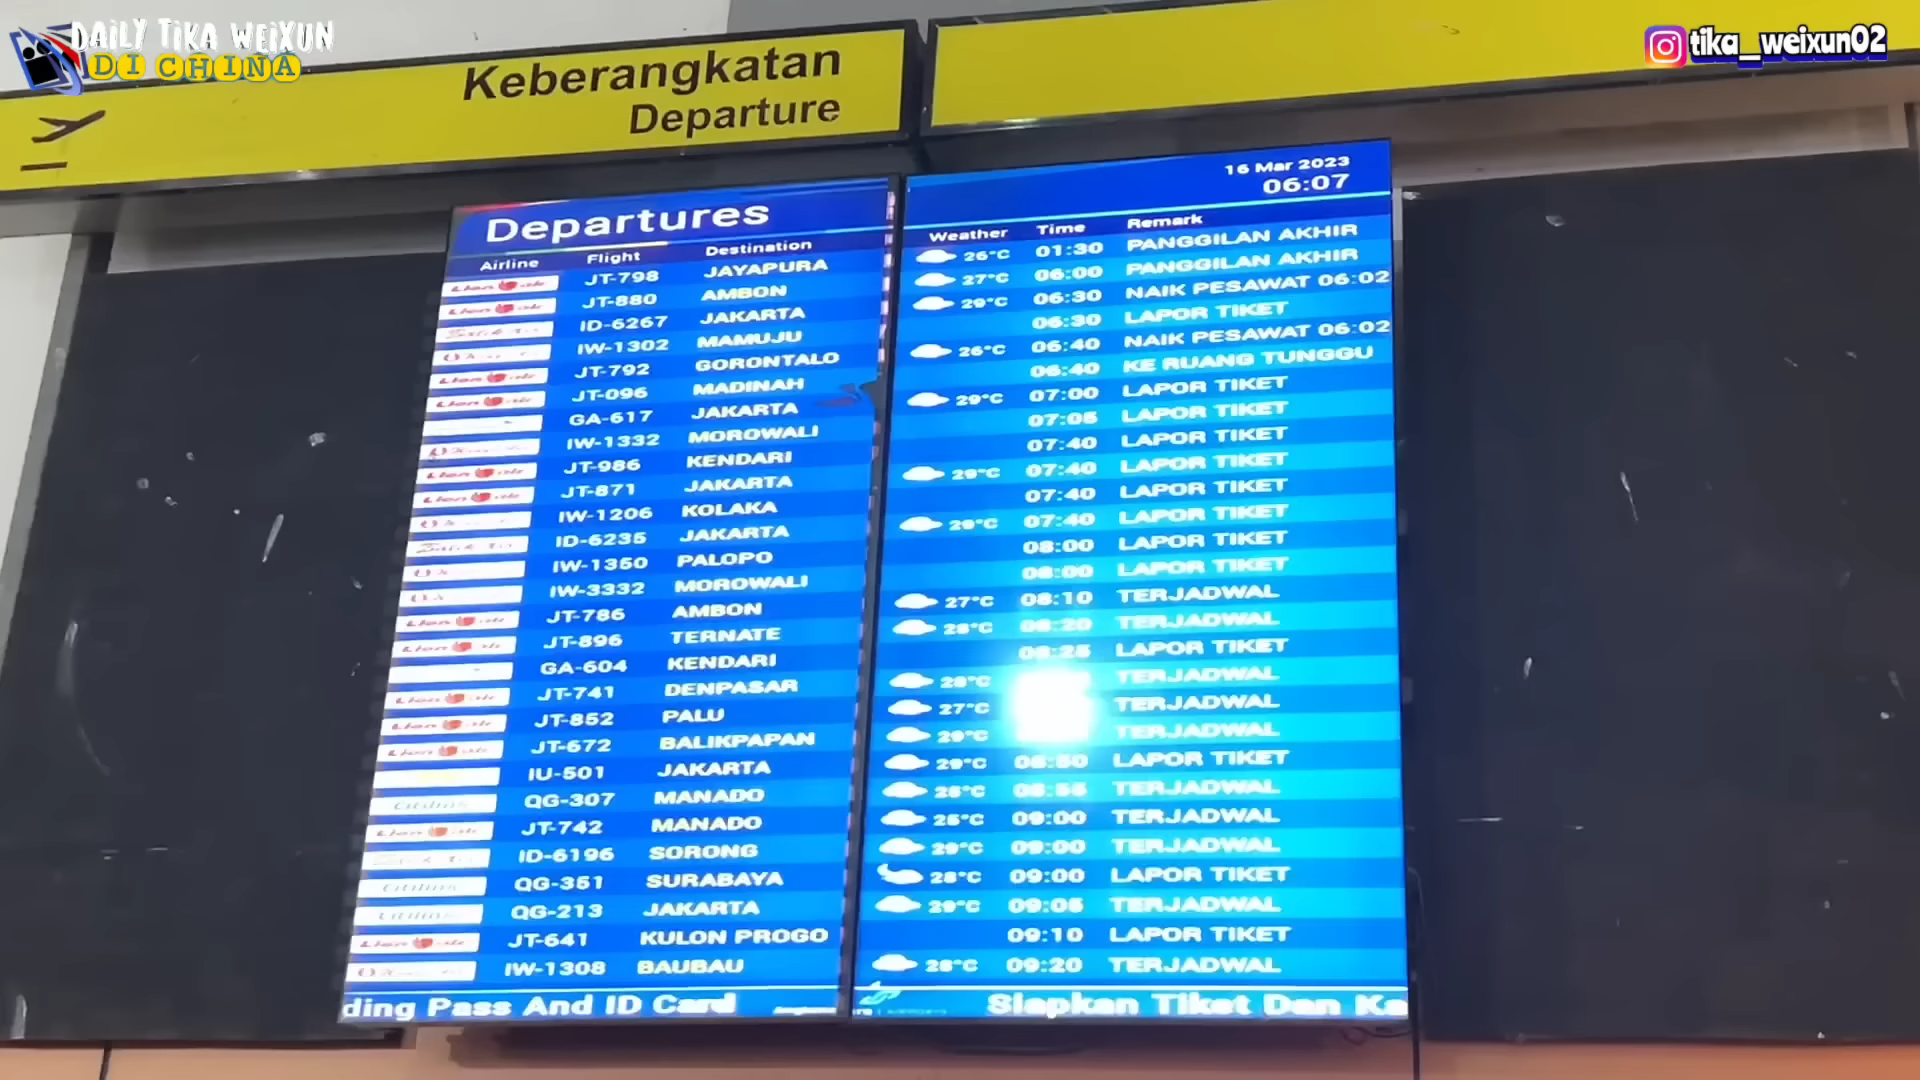 DAILY TIKA WEIXUN
DI CHINA
tika_weixun02
Keberangkatan
Departure
16 Mar 2023
06:07
Departures
Airline Flight Destination Weather Time Remark
JT-798 JAYAPURA 26°C 01:30 PANGGILAN AKHIR
JT-880 AMBON 27°C 06:00 PANGGILAN AKHIR
ID-6267 JAKARTA 29°C 06:30 NAIK PESAWAT 06:02
IW-1302 MAMUJU 06:30 LAPOR TIKET
JT-792 GORONTALO 26°C 06:40 NAIK PESAWAT 06:02
JT-096 MADINAH 06:40 KE RUANG TUNGGU
GA-617 JAKARTA 29°C 07:00 LAPOR TIKET
IW-1332 MOROWALI 07:05 LAPOR TIKET
JT-986 KENDARI 07:40 LAPOR TIKET
JT-871 JAKARTA 29°C 07:40 LAPOR TIKET
IW-1206 KOLAKA 07:40 LAPOR TIKET
ID-6235 JAKARTA 29°C 07:40 LAPOR TIKET
IW-1350 PALOPO 08:00 LAPOR TIKET
IW-3332 MOROWALI 08:00 LAPOR TIKET
JT-786 AMBON 27°C 08:10 TERJADWAL
JT-896 TERNATE 28°C 08:20 TERJADWAL
GA-604 KENDARI 08:25 LAPOR TIKET
JT-741 DENPASAR 28°C TERJADWAL
JT-852 PALU 27°C TERJADWAL
JT-672 BALIKPAPAN 29°C TERJADWAL
IU-501 JAKARTA 29°C LAPOR TIKET
QG-307 MANADO TERJADWAL
JT-742 MANADO 09:00 TERJADWAL
ID-6196 SORONG 29°C 09:00 TERJADWAL
QG-351 SURABAYA 28°C 09:00 LAPOR TIKET
QG-213 JAKARTA 29°C 09:05 TERJADWAL
JT-641 KULON PROGO 09:10 LAPOR TIKET
IW-1308 BAUBAU 28°C 09:20 TERJADWAL
ding Pass And ID Card Siapkan Tiket Dan Ka